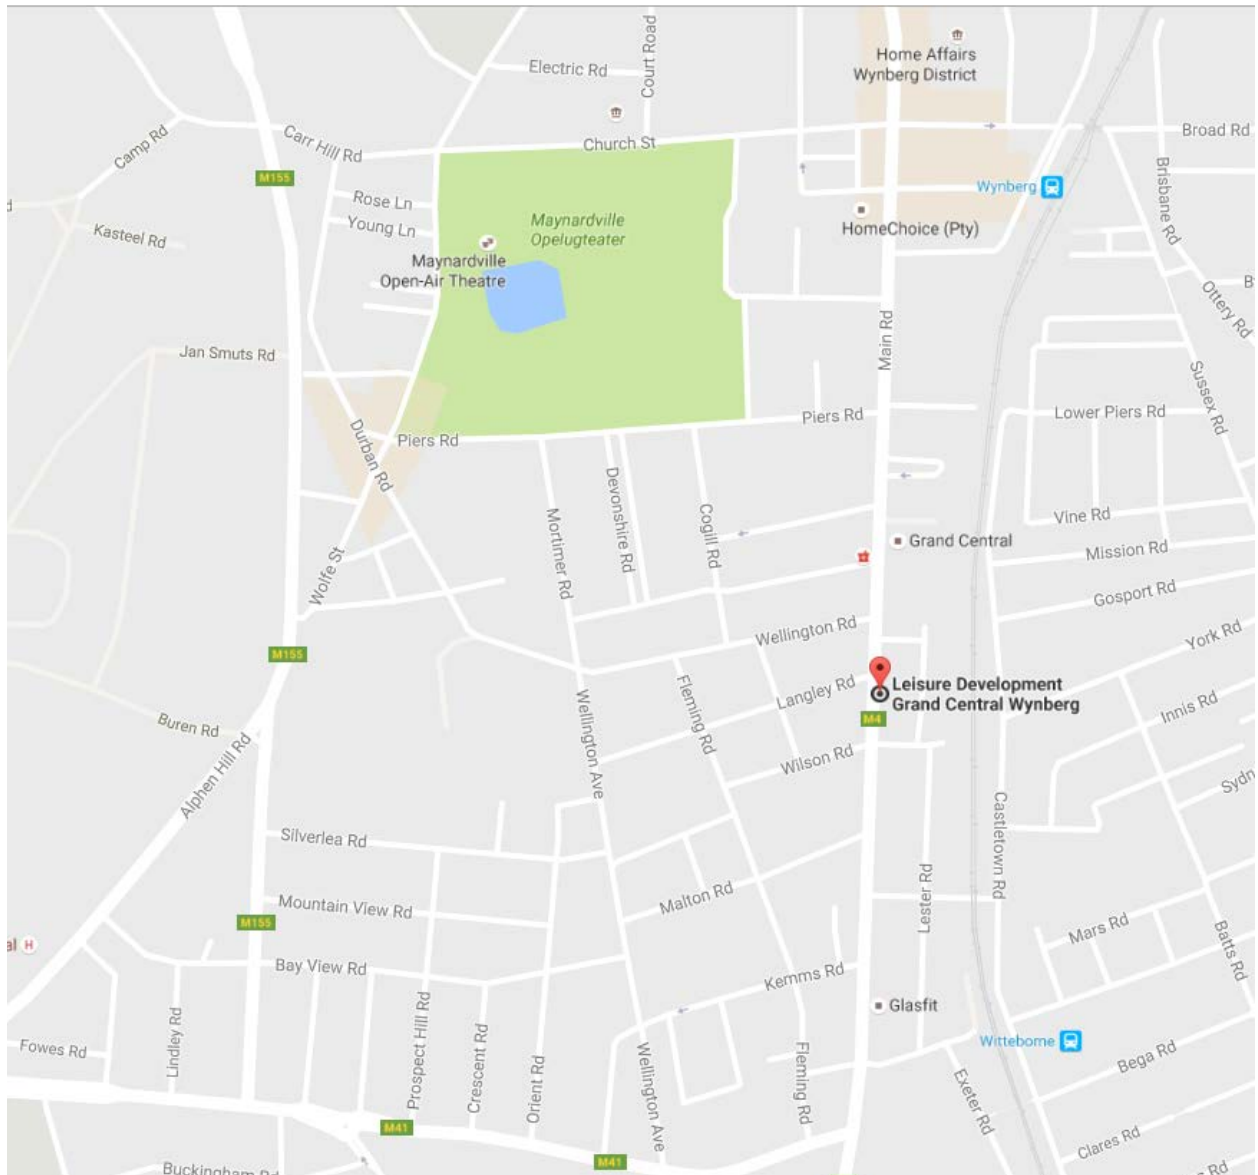 Home Affairs
Wynberg District
Electric Rd
Court Road
Church St
Carr Hill Rd
Camp Rd
Broad Rd
M155
Wynberg
Brisbane Rd
Rose Ln
Young Ln
Kasteel Rd
Maynardville
Opelugteater
HomeChoice (Pty)
Maynardville
Open-Air Theatre
Ottery Rd
Main Rd
Jan Smuts Rd
Sussex Rd
Lower Piers Rd
Piers Rd
Piers Rd
Durban Rd
Devonshire Rd
Mortimer Rd
Cogill Rd
Vine Rd
Grand Central
Mission Rd
Wolfe St
Gosport Rd
Wellington Rd
York Rd
M155
Leisure Development
Grand Central Wynberg
Langley Rd
Fleming Rd
M4
Innis Rd
Buren Rd
Wellington Ave
Wilson Rd
Alphen Hill Rd
Castletown Rd
Silverlea Rd
Malton Rd
Lester Rd
Mountain View Rd
M155
Mars Rd
Batts Rd
H
Bay View Rd
Kemms Rd
Glasfit
Prospect Hill Rd
Lindley Rd
Crescent Rd
Orient Rd
Fowes Rd
Wittebome
Wellington Ave
Fleming Rd
Bega Rd
Exeter Rd
M41
Clares Rd
M41
Buckingham Rd